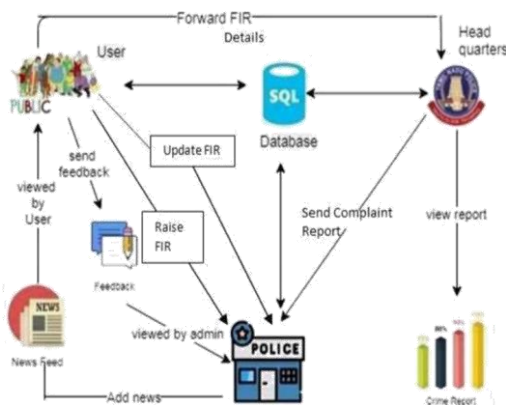 Forward FIR
Details
User
Head
quarters
PUBLIC
SQL
Database
Update FIR
send
feedback
viewed
by
User
Raise
FIR
Send Complaint
Report
view report
Feedback
NEWS
News Feed
viewed by admin
POLICE
Add news
Crime Report